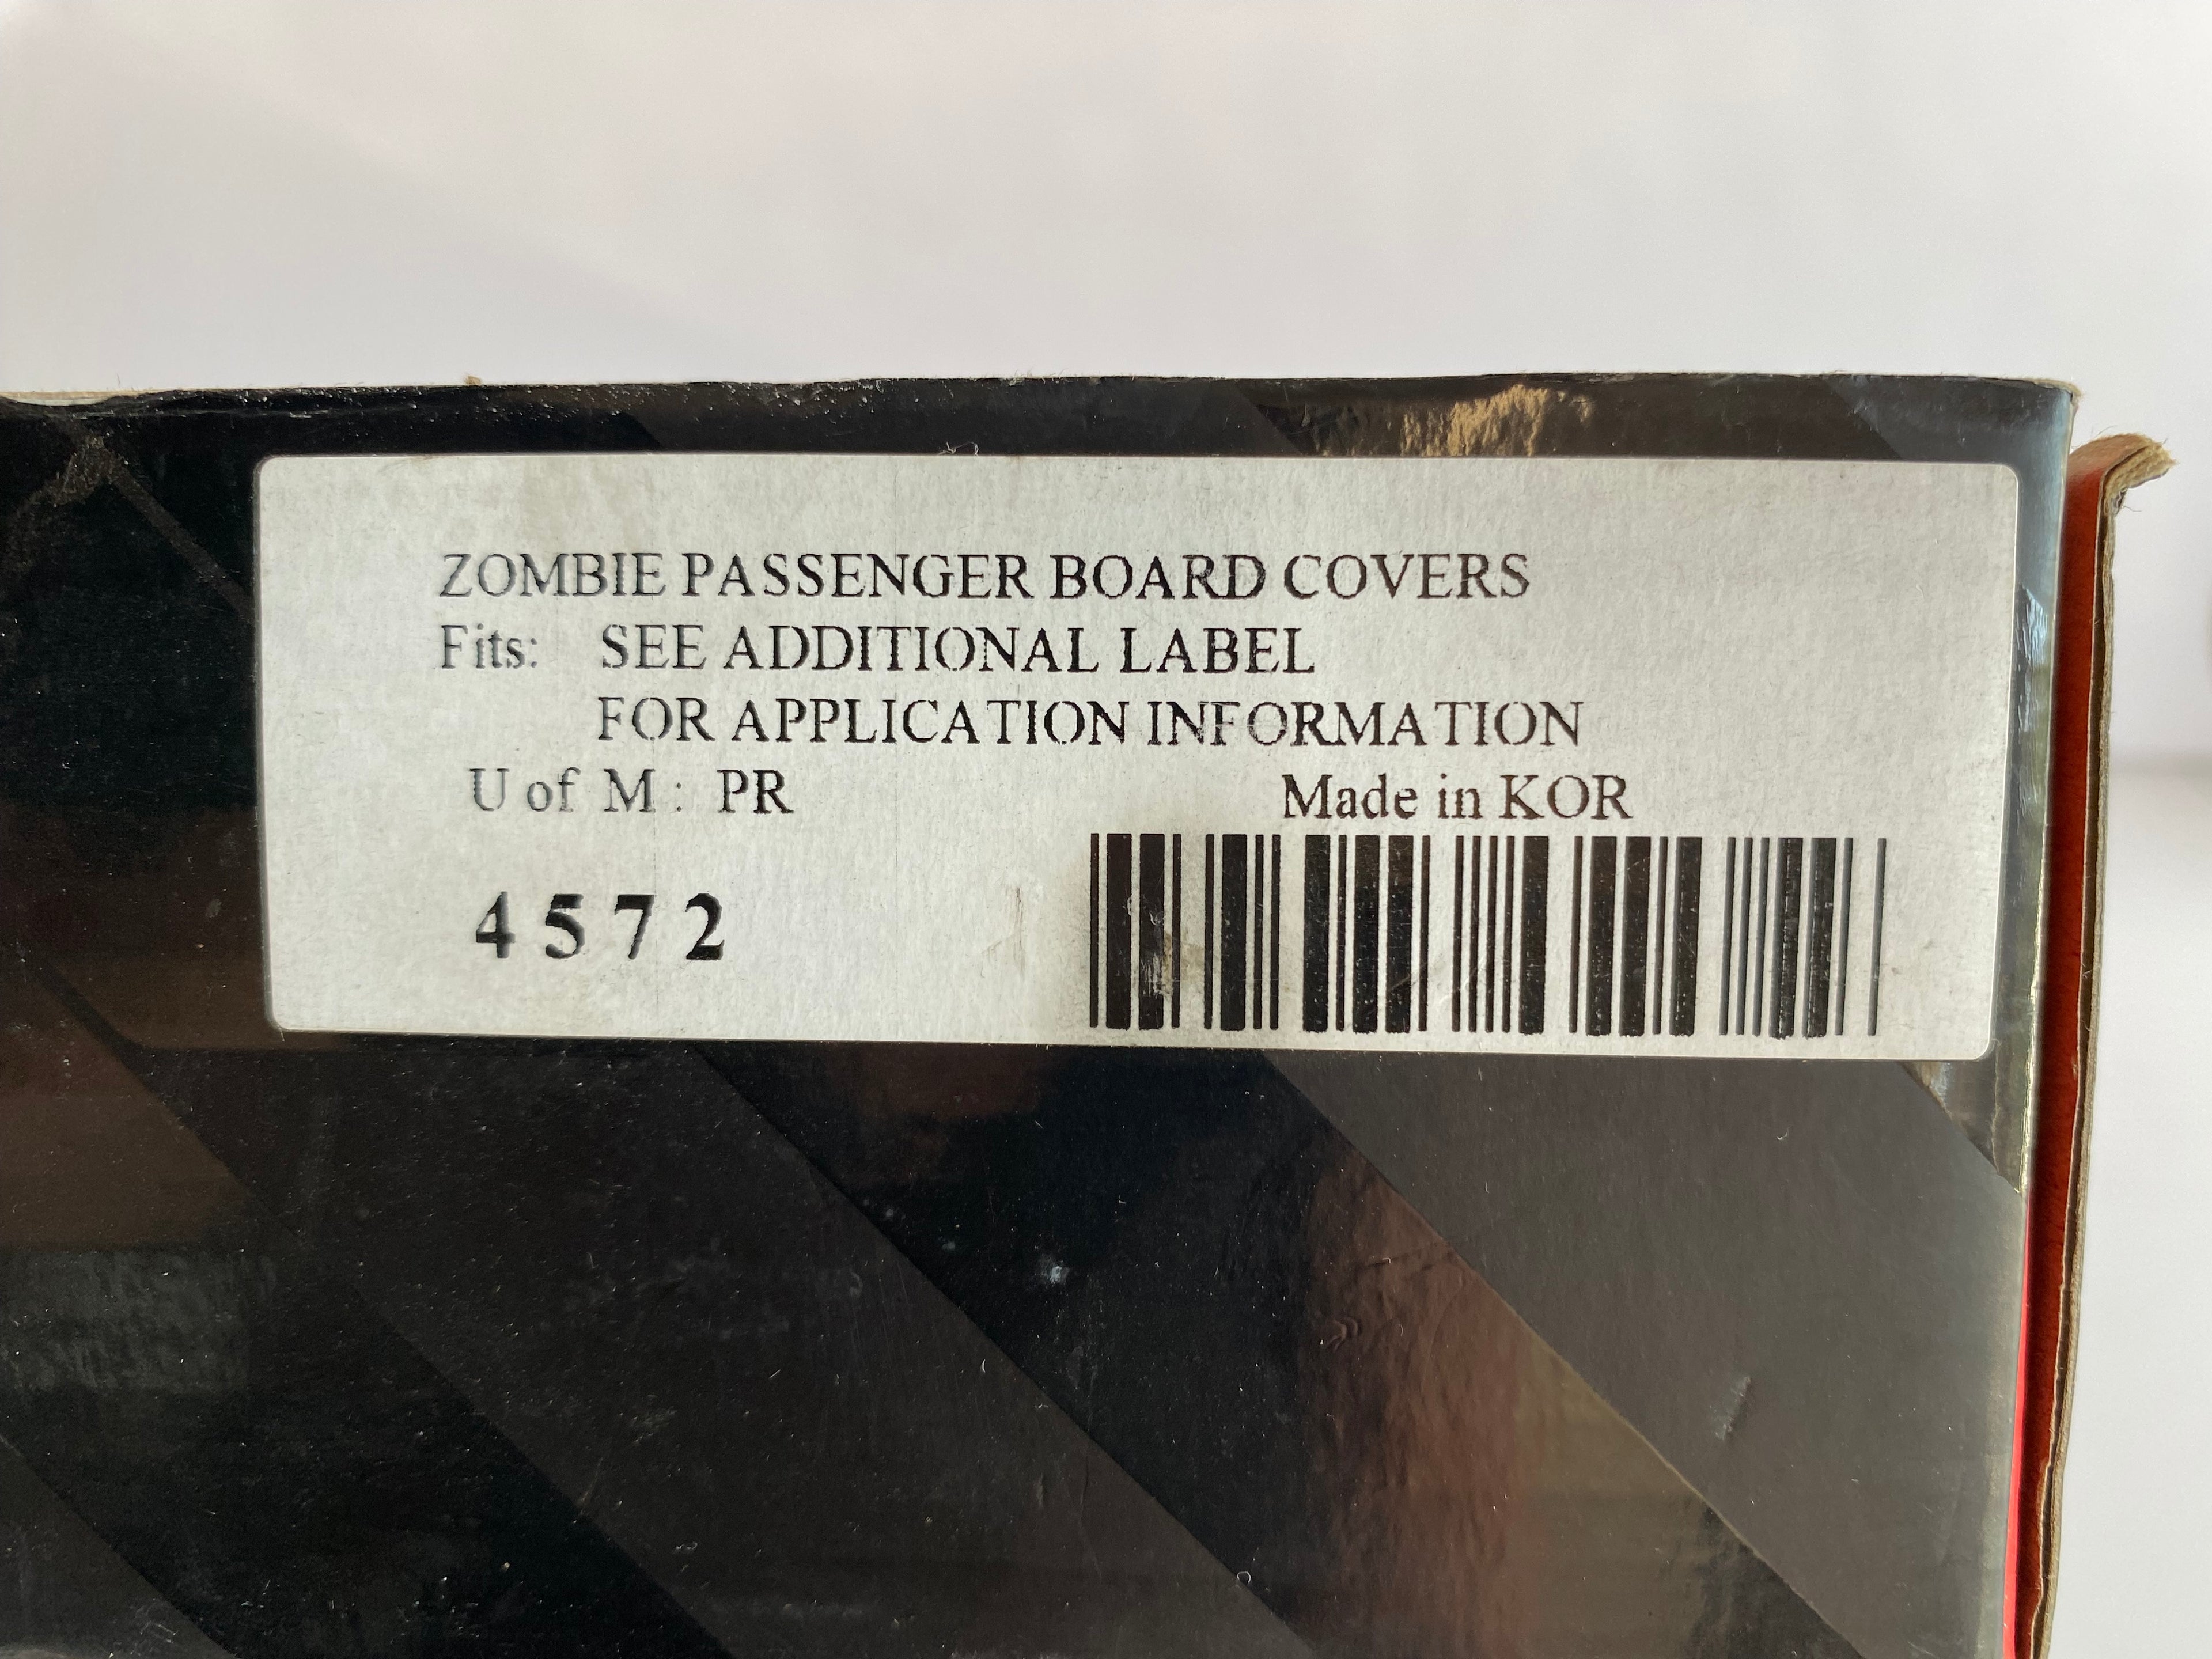 ZOMBIE PASSENGER BOARD COVERS
Fits: SEE ADDITIONAL LABEL
FOR APPLICATION INFORMATION
U of M : PR Made in KOR
4572